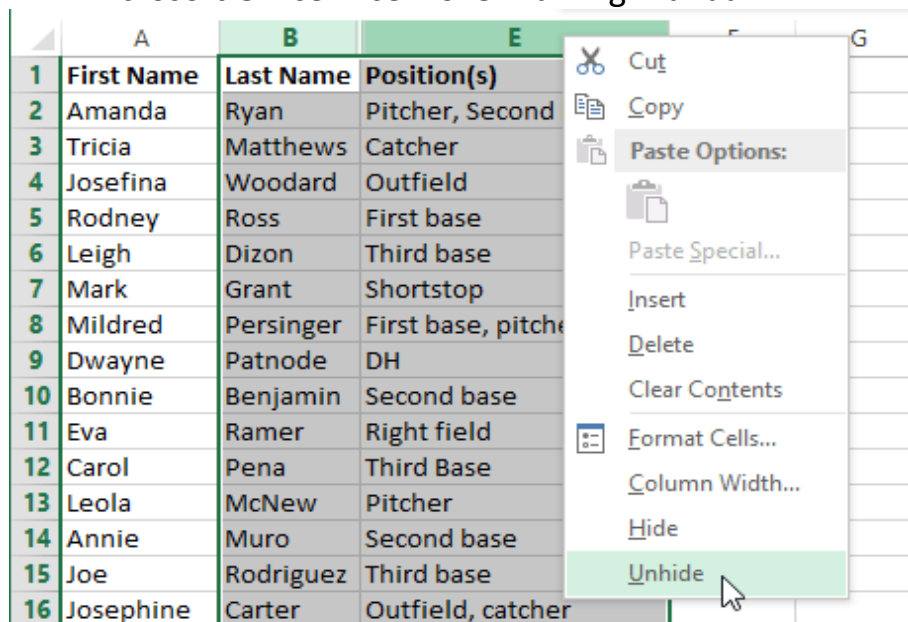 A B E G
1 First Name Last Name Position(s)
2 Amanda Ryan Pitcher, Second
3 Tricia Matthews Catcher
4 Josefina Woodard Outfield
5 Rodney Ross First base
6 Leigh Dizon Third base
7 Mark Grant Shortstop
8 Mildred Persinger First base, pitche
9 Dwayne Patnode DH
10 Bonnie Benjamin Second base
11 Eva Ramer Right field
12 Carol Pena Third Base
13 Leola McNew Pitcher
14 Annie Muro Second base
15 Joe Rodriguez Third base
16 Josephine Carter Outfield, catcher
Cut
Copy
Paste Options:
Paste Special...
Insert
Delete
Clear Contents
Format Cells...
Column Width...
Hide
Unhide